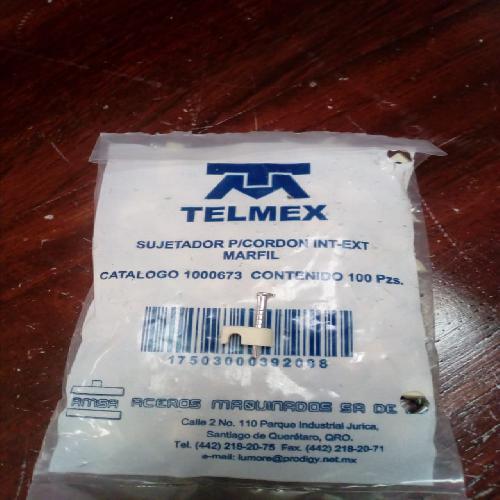 TELMEX
SUJETADOR P/CORDON INT-EXT
MARFIL
CATALOGO 1000673 CONTENIDO 100 Pzs.
17503000392088
AMSA ACEROS MAQUINADOS SA DE
Calle 2 No. 110 Parque Industrial Jurica,
Santiago de Querétaro, QRO.
Tel. (442) 218-20-75 Fax. (442) 218-20-71
e-mail: lumore@prodigy.net.mx